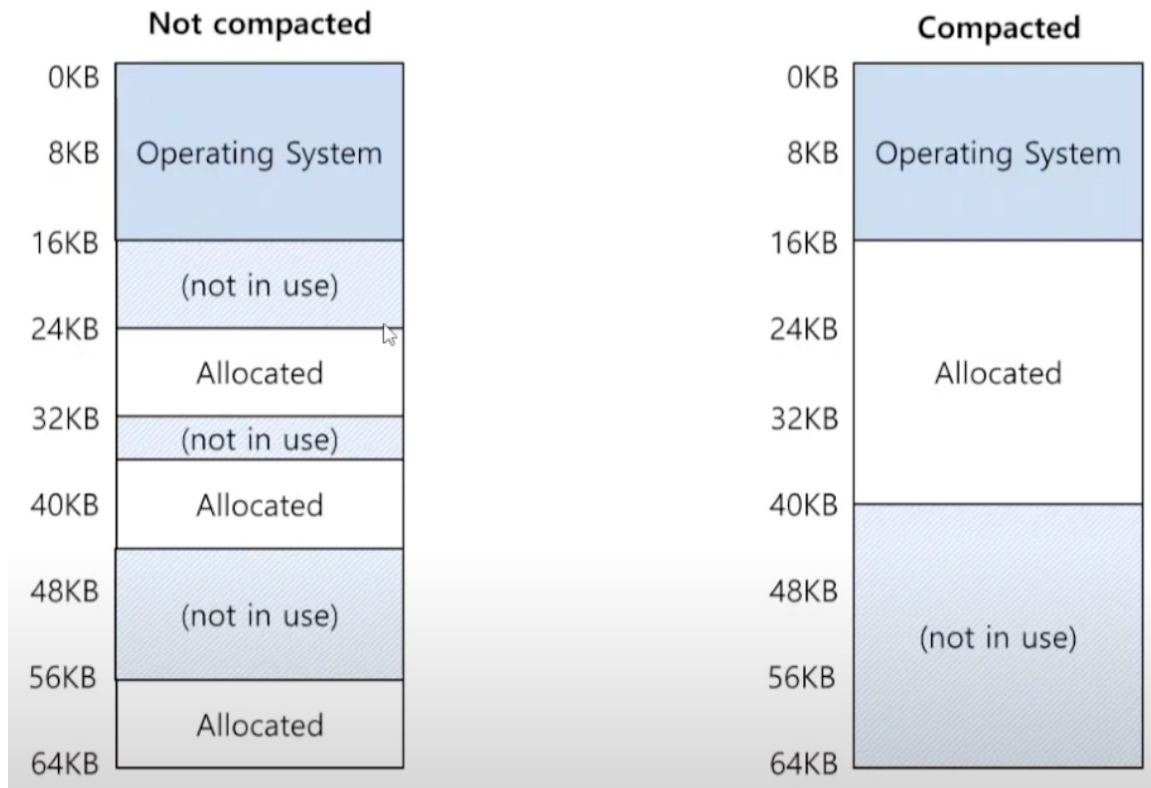 Not compacted
0KB
8KB
Operating System
16KB
(not in use)
24KB
Allocated
32KB
(not in use)
Allocated
40KB
48KB
(not in use)
56KB
Allocated
64KB
Compacted
0KB
8KB
Operating System
16KB
24KB
Allocated
32KB
40KB
48KB
(not in use)
56KB
64KB